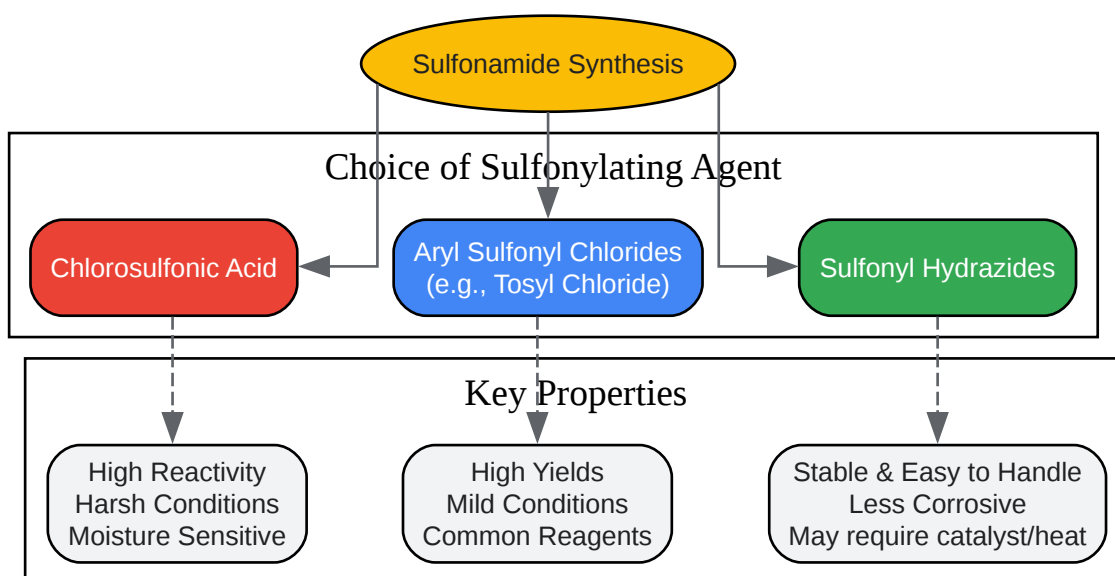 Sulfonamide Synthesis
Choice of Sulfonylating Agent
Chlorosulfonic Acid
Aryl Sulfonyl Chlorides
(e.g., Tosyl Chloride)
Sulfonyl Hydrazides
Key Properties
High Reactivity
Harsh Conditions
Moisture Sensitive
High Yields
Mild Conditions
Common Reagents
Stable & Easy to Handle
Less Corrosive
May require catalyst/heat